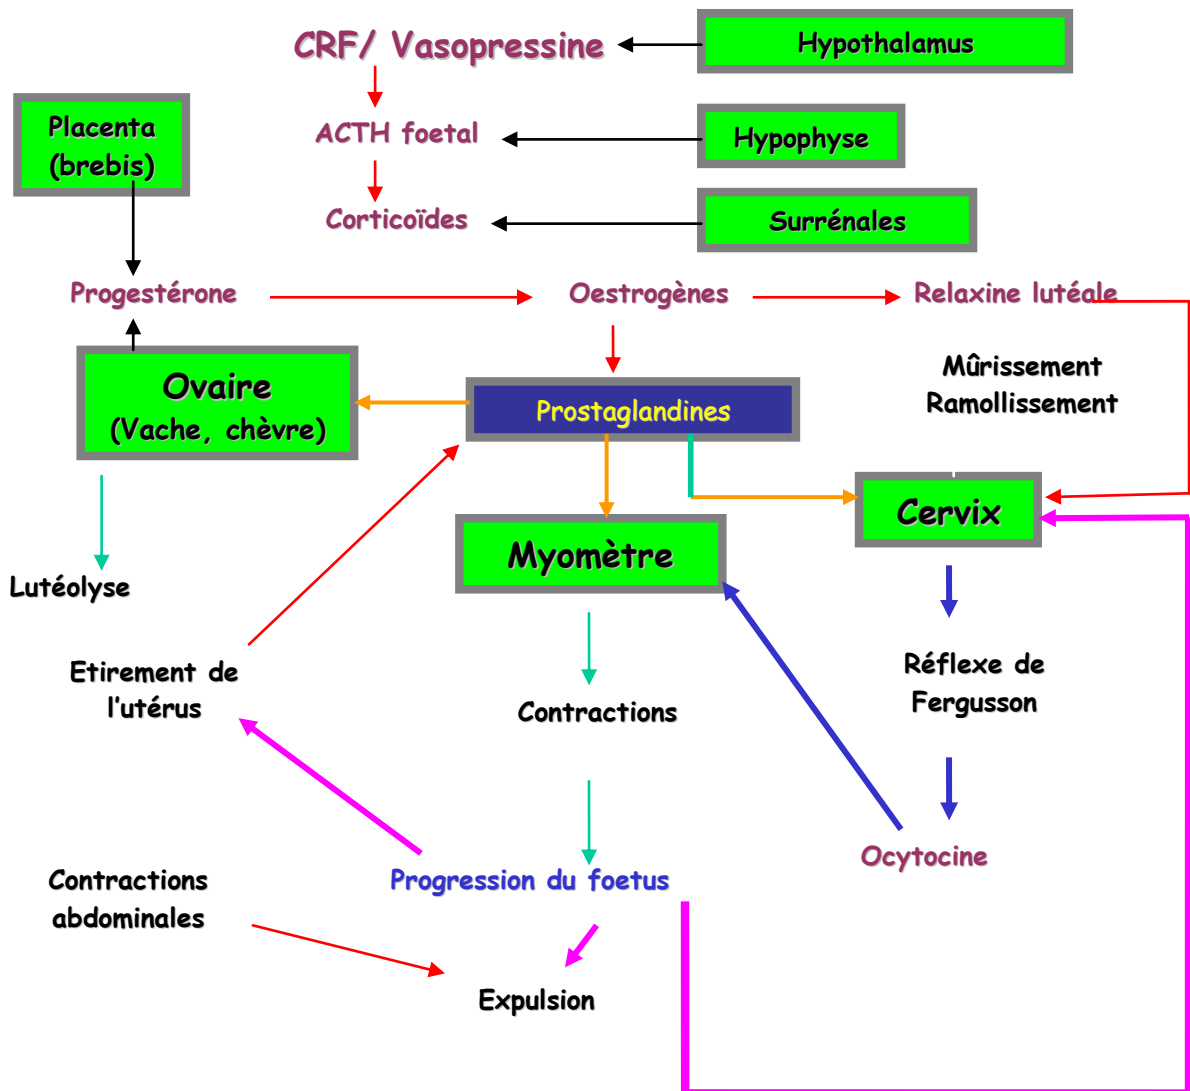 CRF/ Vasopressine
Hypothalamus
Placenta
(brebis)
ACTH foetal
Hypophyse
Corticoïdes
Surrénales
Progestérone
Oestrogènes
Relaxine lutéale
Mûrissement
Ramollissement
Ovaire
(Vache, chèvre)
Prostaglandines
Cervix
Myomètre
Lutéolyse
Etirement de
l'utérus
Réflexe de
Fergusson
Contractions
Ocytocine
Contractions
abdominales
Progression du foetus
Expulsion